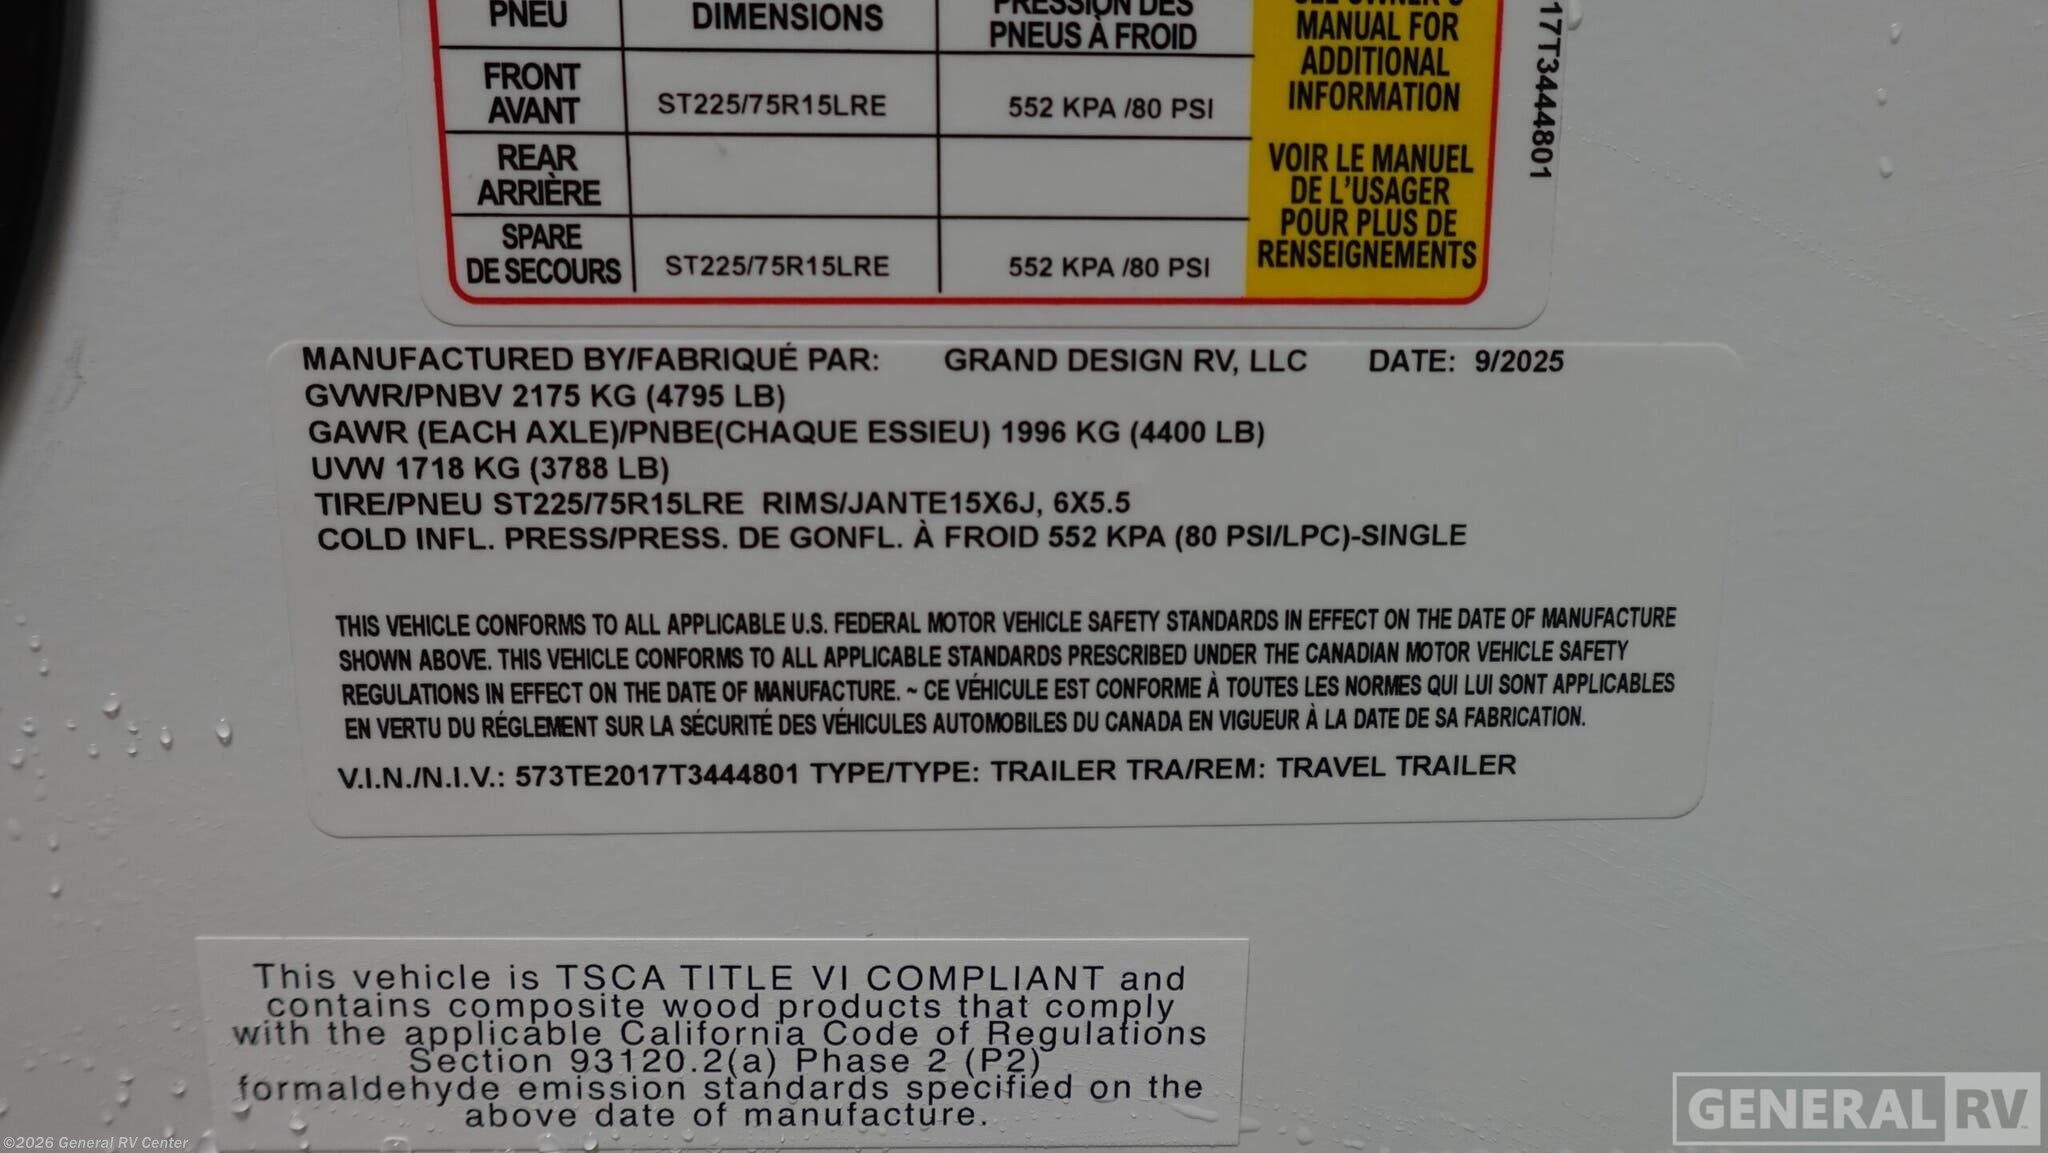 PNEU DIMENSIONS PRESSION DES
PNEUS À FROID
FRONT
AVANT ST225/75R15LRE 552 KPA /80 PSI
REAR
ARRIÈRE
SPARE
DE SECOURS ST225/75R15LRE 552 KPA /80 PSI
SEE OWNER'S
MANUAL FOR
ADDITIONAL
INFORMATION
VOIR LE MANUEL
DE L'USAGER
POUR PLUS DE
RENSEIGNEMENTS
17T3444801
MANUFACTURED BY/FABRIQUÉ PAR: GRAND DESIGN RV, LLC DATE: 9/2025
GVWR/PNBV 2175 KG (4795 LB)
GAWR (EACH AXLE)/PNBE(CHAQUE ESSIEU) 1996 KG (4400 LB)
UVW 1718 KG (3788 LB)
TIRE/PNEU ST225/75R15LRE RIMS/JANTE15X6J, 6X5.5
COLD INFL. PRESS/PRESS. DE GONFL. À FROID 552 KPA (80 PSI/LPC)-SINGLE
THIS VEHICLE CONFORMS TO ALL APPLICABLE U.S. FEDERAL MOTOR VEHICLE SAFETY STANDARDS IN EFFECT ON THE DATE OF MANUFACTURE
SHOWN ABOVE. THIS VEHICLE CONFORMS TO ALL APPLICABLE STANDARDS PRESCRIBED UNDER THE CANADIAN MOTOR VEHICLE SAFETY
REGULATIONS IN EFFECT ON THE DATE OF MANUFACTURE. ~ CE VÉHICULE EST CONFORME À TOUTES LES NORMES QUI LUI SONT APPLICABLES
EN VERTU DU RÉGLEMENT SUR LA SÉCURITÉ DES VÉHICULES AUTOMOBILES DU CANADA EN VIGUEUR À LA DATE DE SA FABRICATION.
V.I.N./N.I.V.: 573TE2017T3444801 TYPE/TYPE: TRAILER TRA/REM: TRAVEL TRAILER
This vehicle is TSCA TITLE VI COMPLIANT and
contains composite wood products that comply
with the applicable California Code of Regulations
Section 93120.2(a) Phase 2 (P2)
formaldehyde emission standards specified on the
above date of manufacture.
©2026 General RV Center
GENERAL RV